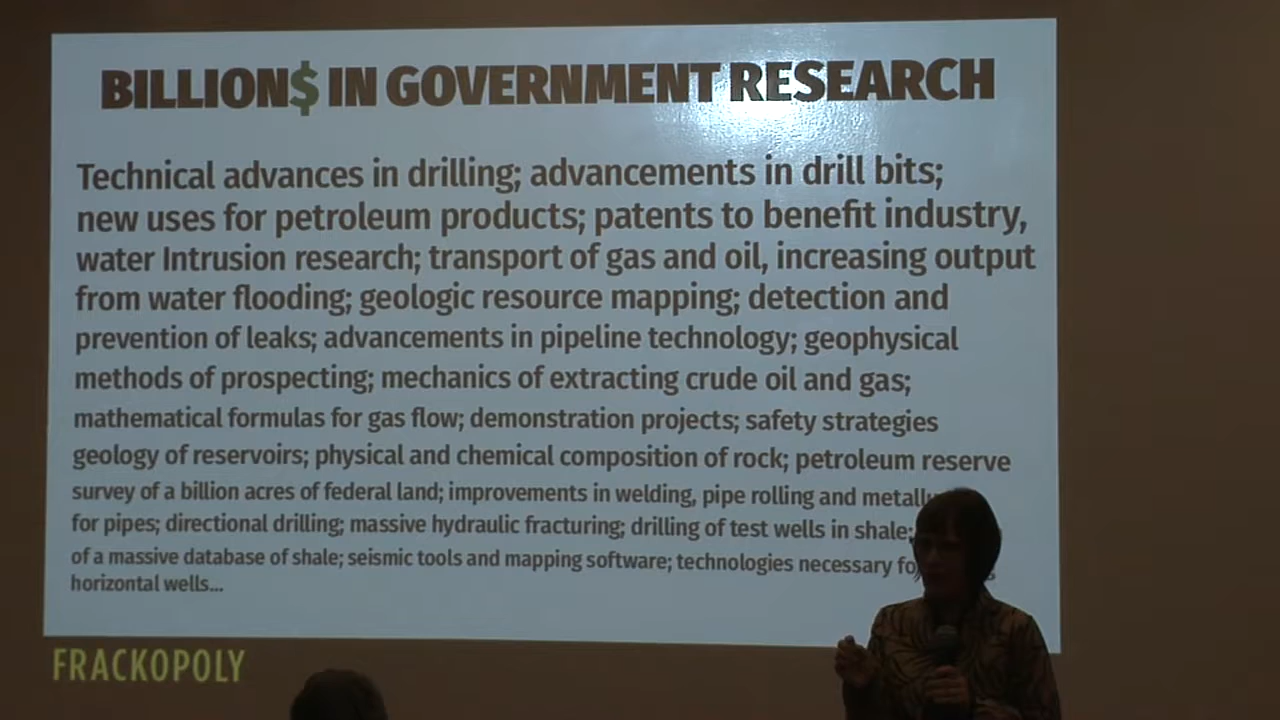 BILLION$ IN GOVERNMENT RESEARCH
Technical advances in drilling; advancements in drill bits;
new uses for petroleum products; patents to benefit industry,
water Intrusion research; transport of gas and oil, increasing output
from water flooding; geologic resource mapping; detection and
prevention of leaks; advancements in pipeline technology; geophysical
methods of prospecting; mechanics of extracting crude oil and gas;
mathematical formulas for gas flow; demonstration projects; safety strategies
geology of reservoirs; physical and chemical composition of rock; petroleum reserve
survey of a billion acres of federal land; improvements in welding, pipe rolling and
for pipes; directional drilling; massive hydraulic fracturing; drilling of test wells in shale;
of a massive database of shale; seismic tools and mapping software; technologies necessary
horizontal wells...
FRACKOPOLY